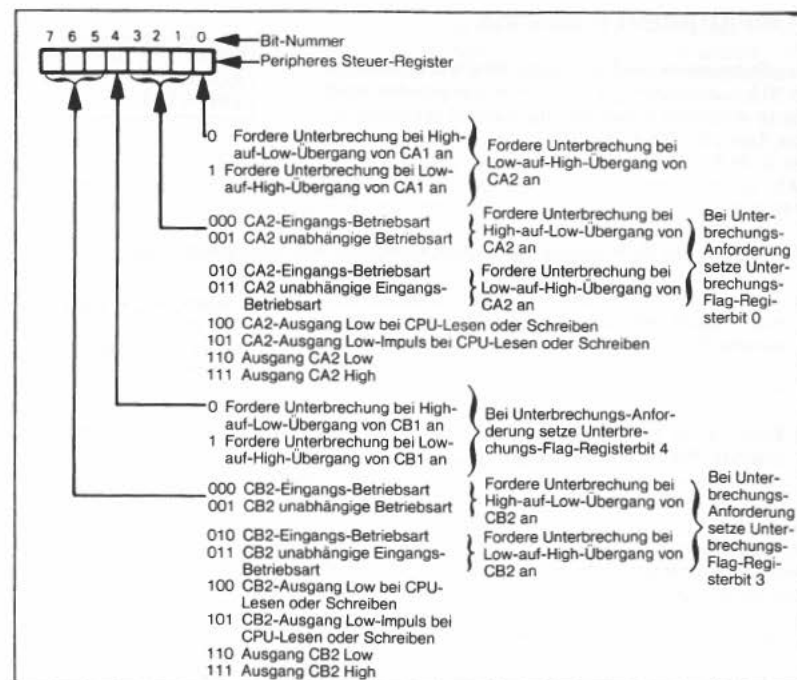 7 6 5 4 3 2 1 0 Bit-Nummer
Peripheres Steuer-Register
0 Fordere Unterbrechung bei High-
auf-Low-Übergang von CA1 an
1 Fordere Unterbrechung bei Low-
auf-High-Übergang von CA1 an
Fordere Unterbrechung bei
Low-auf-High-Übergang von
CA2 an
000 CA2-Eingangs-Betriebsart
001 CA2 unabhängige Betriebsart
Fordere Unterbrechung bei
High-auf-Low-Übergang von
CA2 an
010 CA2-Eingangs-Betriebsart
011 CA2 unabhängige Eingangs-
Betriebsart
Fordere Unterbrechung bei
Low-auf-High-Übergang von
CA2 an
Bei Unter-
brechungs-
Anforderung
setze Unter-
brechungs-
Flag-Regi-
sterbit 0
100 CA2-Ausgang Low bei CPU-Lesen oder Schreiben
101 CA2-Ausgang Low-Impuls bei CPU-Lesen oder Schreiben
110 Ausgang CA2 Low
111 Ausgang CA2 High
0 Fordere Unterbrechung bei High-
auf-Low-Übergang von CB1 an
1 Fordere Unterbrechung bei Low-
auf-High-Übergang von CB1 an
Bei Unterbrechungs-Anfor-
derung setze Unterbre-
chungs-Flag-Registerbit 4
000 CB2-Eingangs-Betriebsart
001 CB2 unabhängige Betriebsart
Fordere Unterbrechung bei
High-auf-Low-Übergang von
CB2 an
010 CB2-Eingangs-Betriebsart
011 CB2 unabhängige Eingangs-
Betriebsart
Fordere Unterbrechung bei
Low-auf-High-Übergang von
CB2 an
Bei Unter-
brechungs-
Anforderung
setze Unter-
brechungs-
Flag-Regi-
sterbit 3
100 CB2-Ausgang Low bei CPU-
Lesen oder Schreiben
101 CB2-Ausgang Low-Impuls bei
CPU-Lesen oder Schreiben
110 Ausgang CB2 Low
111 Ausgang CB2 High